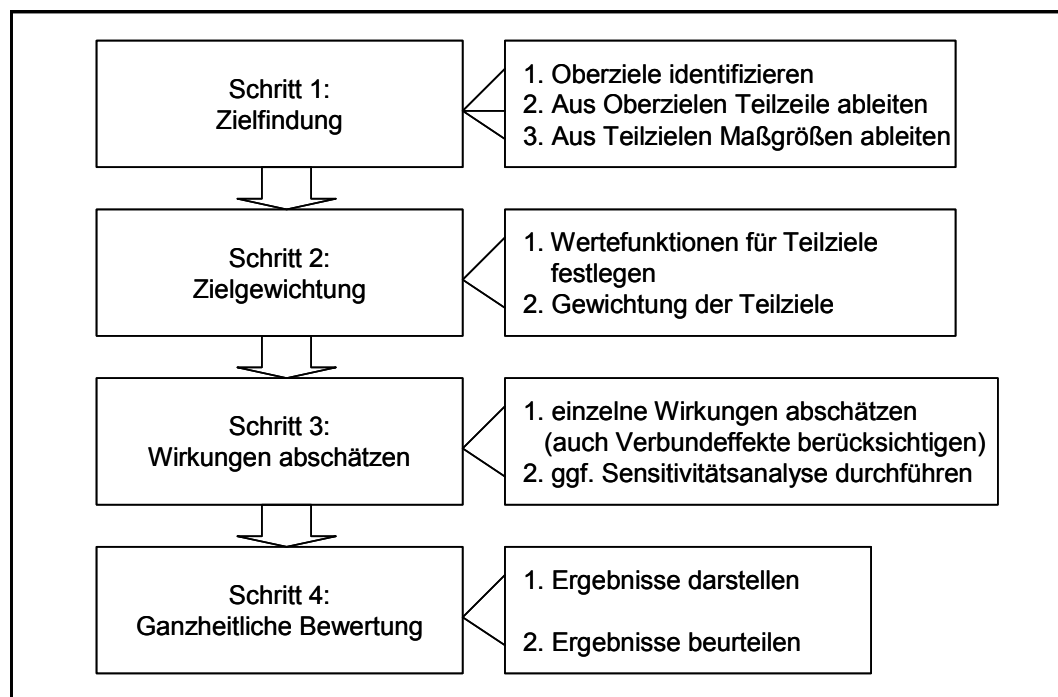 Schritt 1:
Zielfindung
1. Oberziele identifizieren
2. Aus Oberzielen Teilzeile ableiten
3. Aus Teilzielen Maßgrößen ableiten
Schritt 2:
Zielgewichtung
1. Wertefunktionen für Teilziele
festlegen
2. Gewichtung der Teilziele
Schritt 3:
Wirkungen abschätzen
1. einzelne Wirkungen abschätzen
(auch Verbundeffekte berücksichtigen)
2. ggf. Sensitivitätsanalyse durchführen
Schritt 4:
Ganzheitliche Bewertung
1. Ergebnisse darstellen
2. Ergebnisse beurteilen